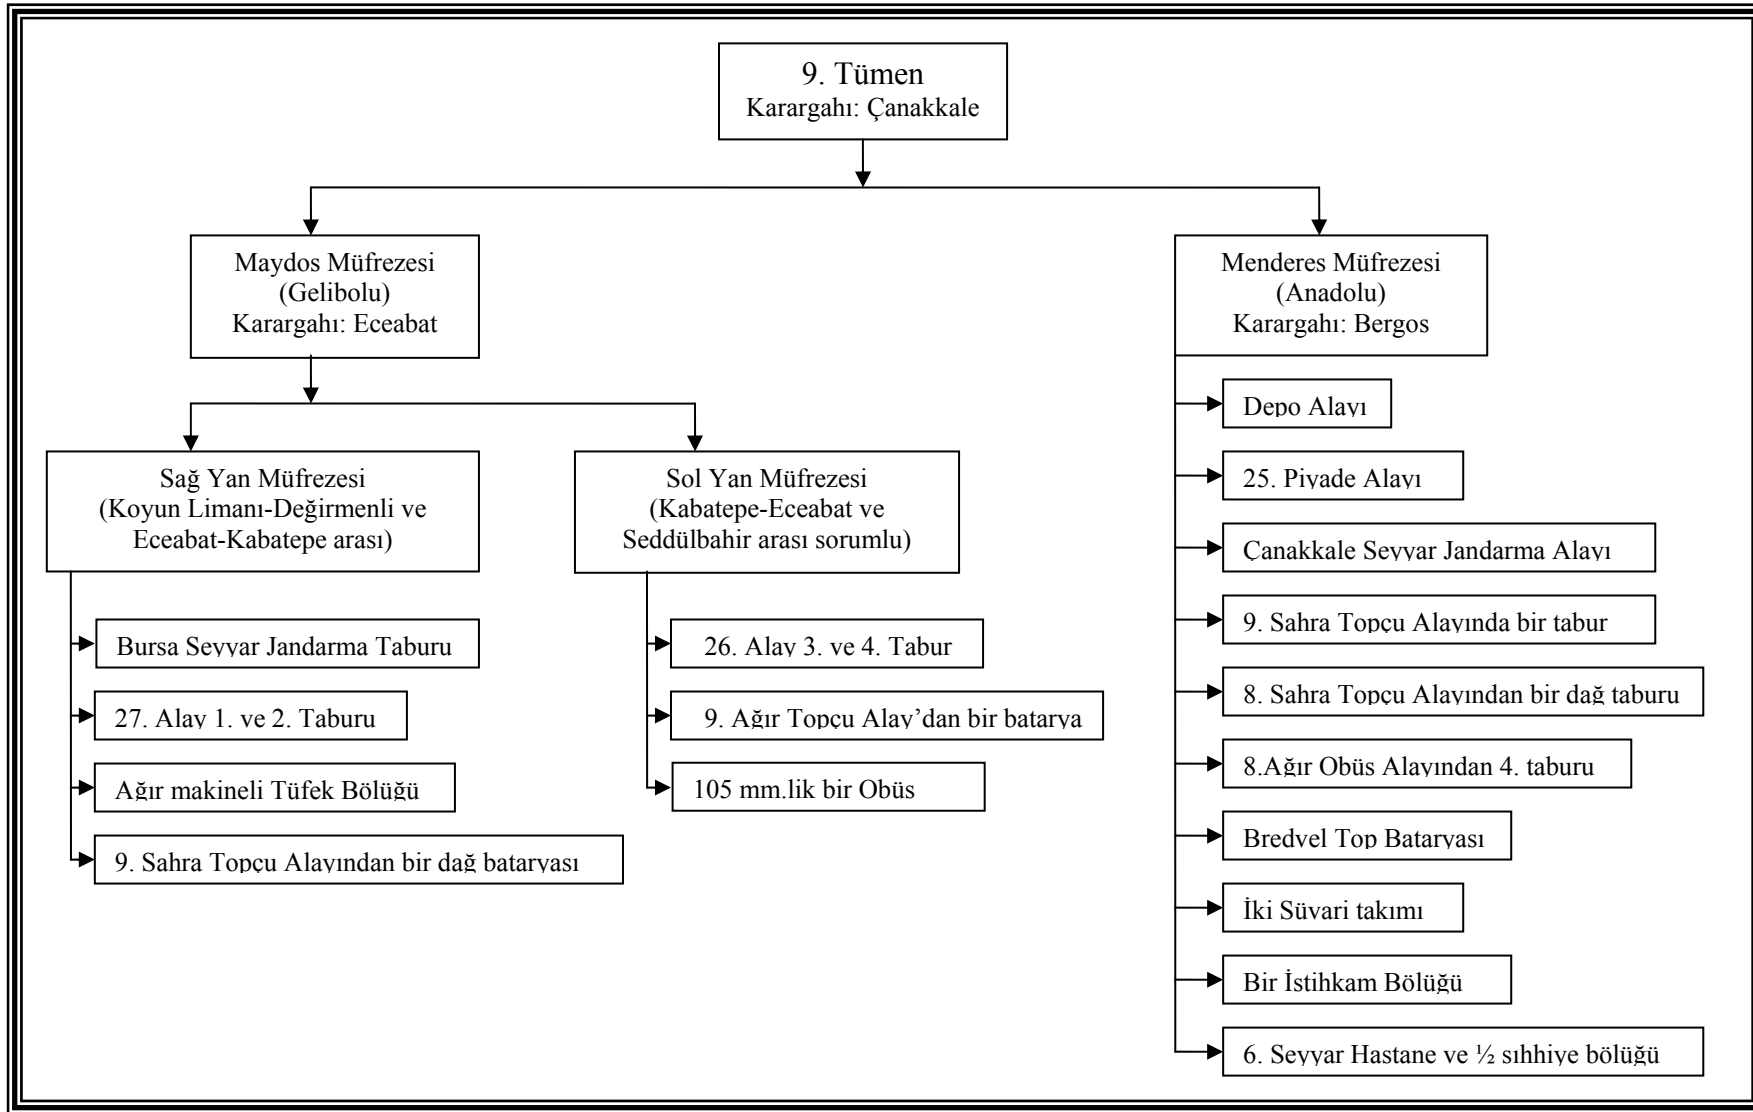 9. Tümen
Karargahı: Çanakkale
Maydos Müfrezesi
(Gelibolu)
Karargahı: Eceabat
Menderes Müfrezesi
(Anadolu)
Karargahı: Bergos
Sağ Yan Müfrezesi
(Koyun Limanı-Değirmenli ve
Eceabat-Kabatepe arası)
Sol Yan Müfrezesi
(Kabatepe-Eceabat ve
Seddülbahir arası sorumlu)
Bursa Seyyar Jandarma Taburu
27. Alay 1. ve 2. Taburu
Ağır makineli Tüfek Bölüğü
9. Sahra Topçu Alayından bir dağ bataryası
26. Alay 3. ve 4. Tabur
9. Ağır Topçu Alay’dan bir batarya
105 mm.lik bir Obüs
Depo Alayı
25. Piyade Alayı
Çanakkale Seyyar Jandarma Alayı
9. Sahra Topçu Alayında bir tabur
8. Sahra Topçu Alayından bir dağ taburu
8.Ağır Obüs Alayından 4. taburu
Bredvel Top Bataryası
İki Süvari takımı
Bir İstihkam Bölüğü
6. Seyyar Hastane ve ½ sıhhiye bölüğü